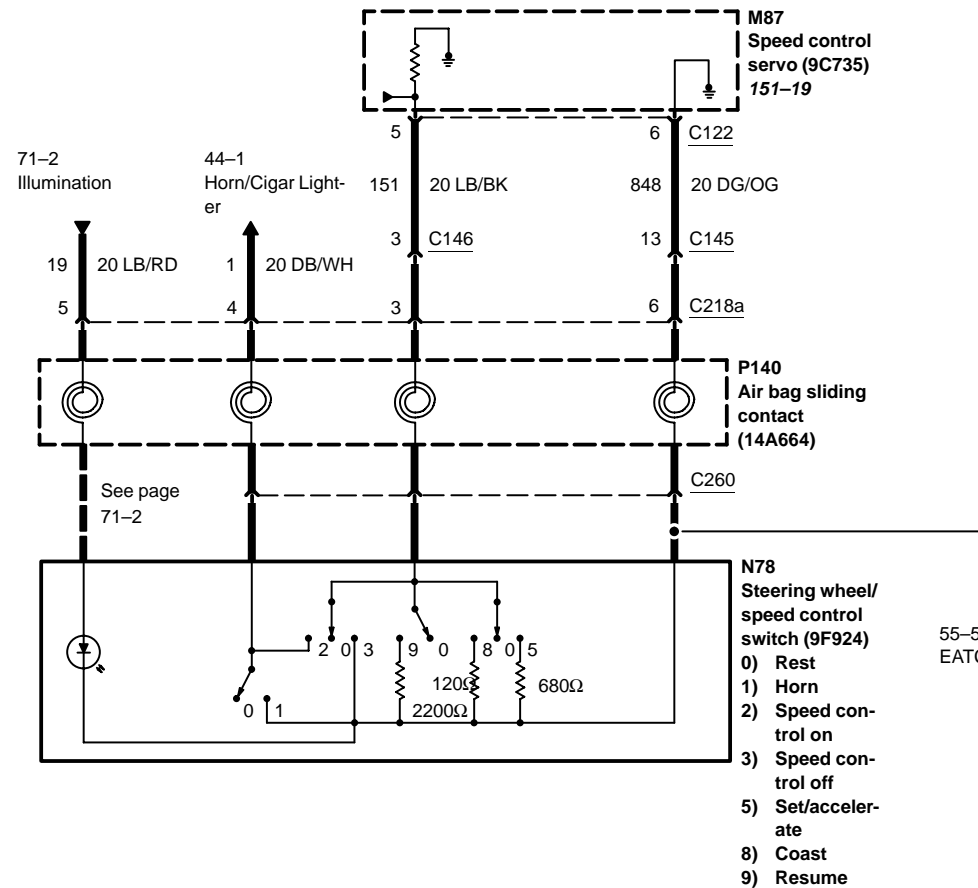 M87
Speed control
servo (9C735)
151–19
5
6
C122
71–2
Illumination
44–1
Horn/Cigar Light-
er
151
20 LB/BK
848
20 DG/OG
3
C146
13
C145
19
20 LB/RD
1
20 DB/WH
5
4
3
6
C218a
P140
Air bag sliding
contact
(14A664)
See page
71–2
C260
N78
Steering wheel/
speed control
switch (9F924)
0) Rest
1) Horn
2) Speed con-
trol on
3) Speed con-
trol off
5) Set/acceler-
ate
8) Coast
9) Resume
2 0 3
9 0
8 0 5
120Ω
680Ω
2200Ω
0 1
55–5
EATC